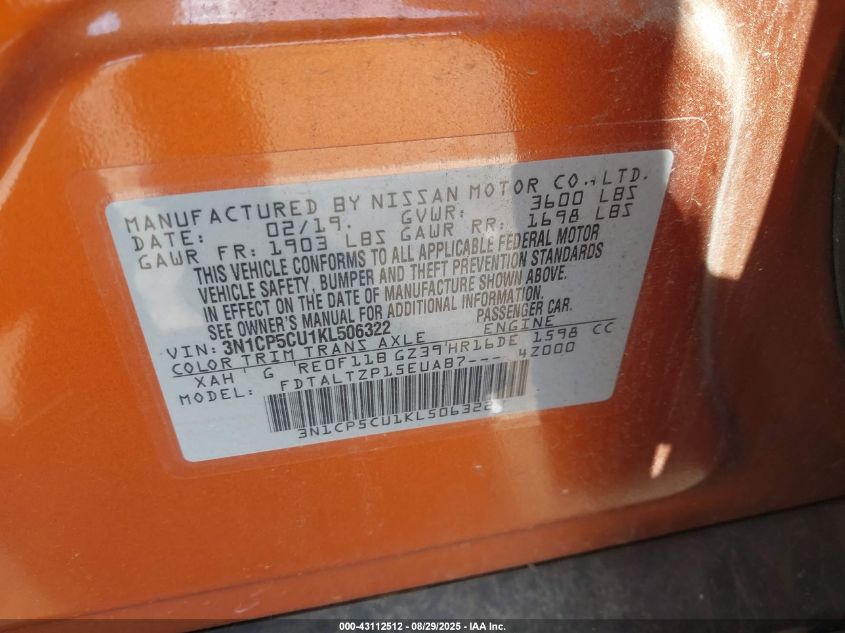 MANUFACTURED BY NISSAN MOTOR CO., LTD.
DATE: 02/19. GVWR: 3600 LBS
GAWR FR: 1903 LBS GAWR RR: 1698 LBS
THIS VEHICLE CONFORMS TO ALL APPLICABLE FEDERAL MOTOR
VEHICLE SAFETY, BUMPER AND THEFT PREVENTION STANDARDS
IN EFFECT ON THE DATE OF MANUFACTURE SHOWN ABOVE.
SEE OWNER'S MANUAL FOR ADDITIONAL INFORMATION.
VIN: 3N1CP5CU1KL506322 PASSENGER CAR.
COLOR TRIM TRANS AXLE ENGINE
XAH ' G 'RE0F11B GZ39'HR16DE 1598 CC
MODEL: FDTALTZP15EUAB7--- 4Z000
3N1CP5CU1KL506322
000-43112512 - 08/29/2025 - IAA Inc.